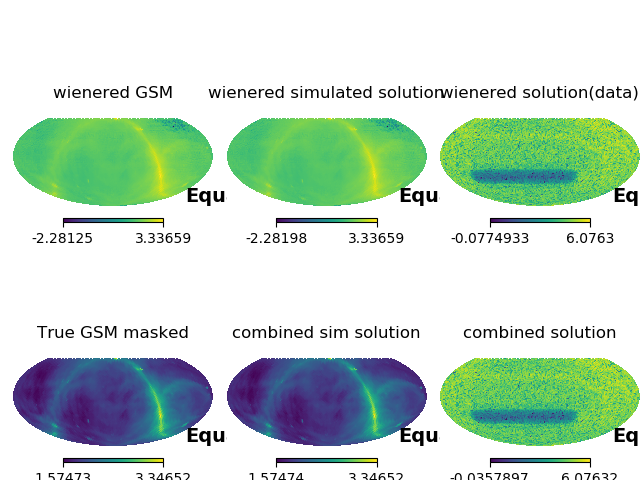 wienered GSM wienered simulated solution wienered solution(data)
Equ Equ Eq
-2.28125 3.33659 -2.28198 3.33659 -0.0774933 6.0763
True GSM masked combined sim solution combined solution
Equ Equ Eq
1.57473 3.34652 1.57474 3.34652 -0.0357897 6.07632